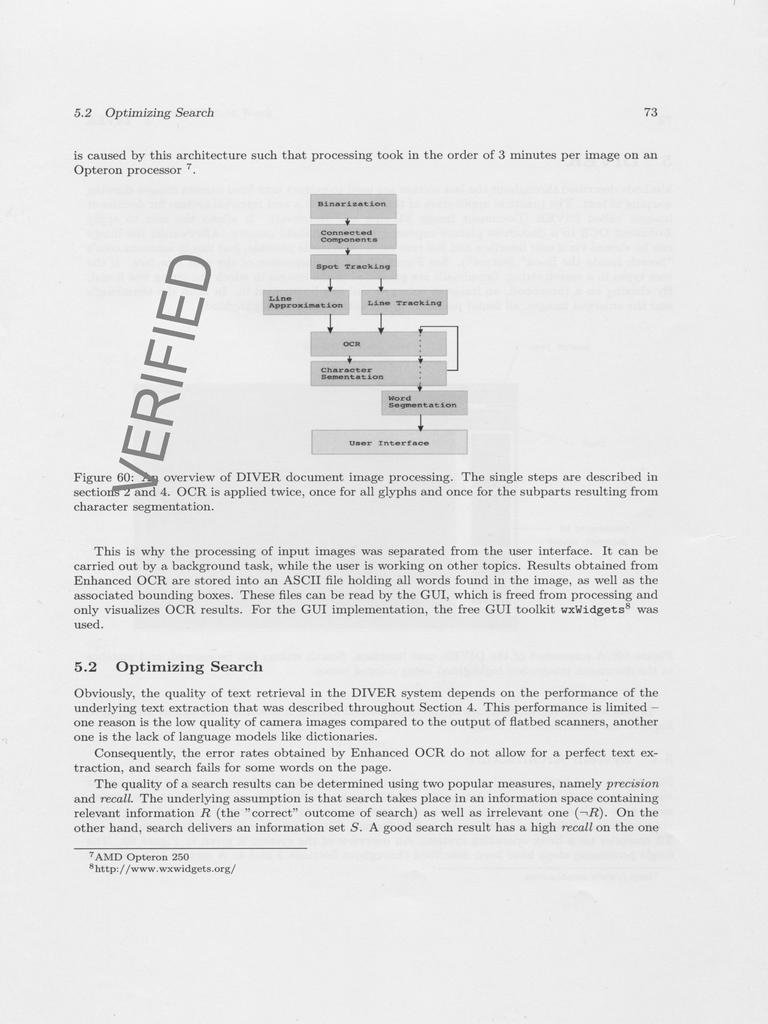 5.2 Optimizing Search 73
is caused by this architecture such that processing took in the order of 3 minutes per image on an
Opteron processor 7.
Binarization
Connected
Components
Spot Tracking
Line
Approximation
Line Tracking
OCR
Character
Sementation
Word
Segmentation
User Interface
VERIFIED
Figure 60: An overview of DIVER document image processing. The single steps are described in
sections 2 and 4. OCR is applied twice, once for all glyphs and once for the subparts resulting from
character segmentation.
This is why the processing of input images was separated from the user interface. It can be
carried out by a background task, while the user is working on other topics. Results obtained from
Enhanced OCR are stored into an ASCII file holding all words found in the image, as well as the
associated bounding boxes. These files can be read by the GUI, which is freed from processing and
only visualizes OCR results. For the GUI implementation, the free GUI toolkit wxWidgets8 was
used.
5.2 Optimizing Search
Obviously, the quality of text retrieval in the DIVER system depends on the performance of the
underlying text extraction that was described throughout Section 4. This performance is limited –
one reason is the low quality of camera images compared to the output of flatbed scanners, another
one is the lack of language models like dictionaries.
Consequently, the error rates obtained by Enhanced OCR do not allow for a perfect text ex-
traction, and search fails for some words on the page.
The quality of a search results can be determined using two popular measures, namely precision
and recall. The underlying assumption is that search takes place in an information space containing
relevant information R (the "correct" outcome of search) as well as irrelevant one (¬R). On the
other hand, search delivers an information set S. A good search result has a high recall on the one
7AMD Opteron 250
8http://www.wxwidgets.org/